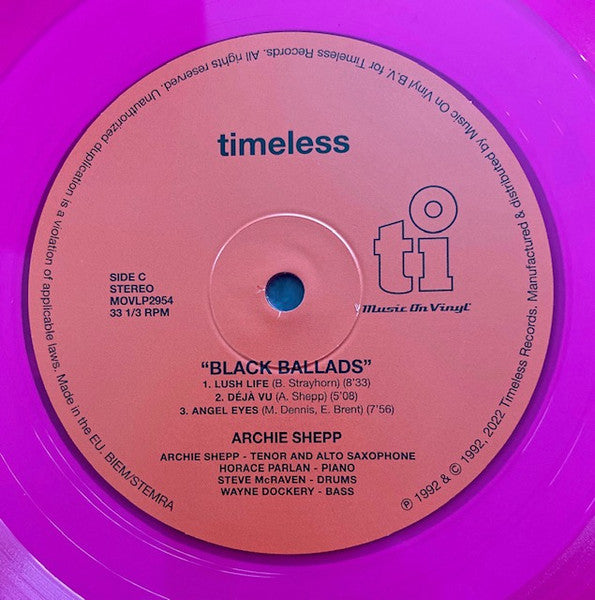 timeless
ti
Music On Vinyl
SIDE C
STEREO
MOVLP2954
33 1/3 RPM
“BLACK BALLADS”
1. LUSH LIFE (B. Strayhorn) (8’33)
2. DÉJÀ VU (A. Shepp) (5’08)
3. ANGEL EYES (M. Dennis, E. Brent) (7’56)
ARCHIE SHEPP
ARCHIE SHEPP - TENOR AND ALTO SAXOPHONE
HORACE PARLAN - PIANO
STEVE McRAVEN - DRUMS
WAYNE DOCKERY - BASS
℗ 1992 & © 1992, 2022 Timeless Records. Manufactured & distributed by Music On Vinyl B.V. for Timeless Records. All rights reserved. Unauthorized duplication is a violation of applicable laws. Made in the EU. BIEM/STEMRA